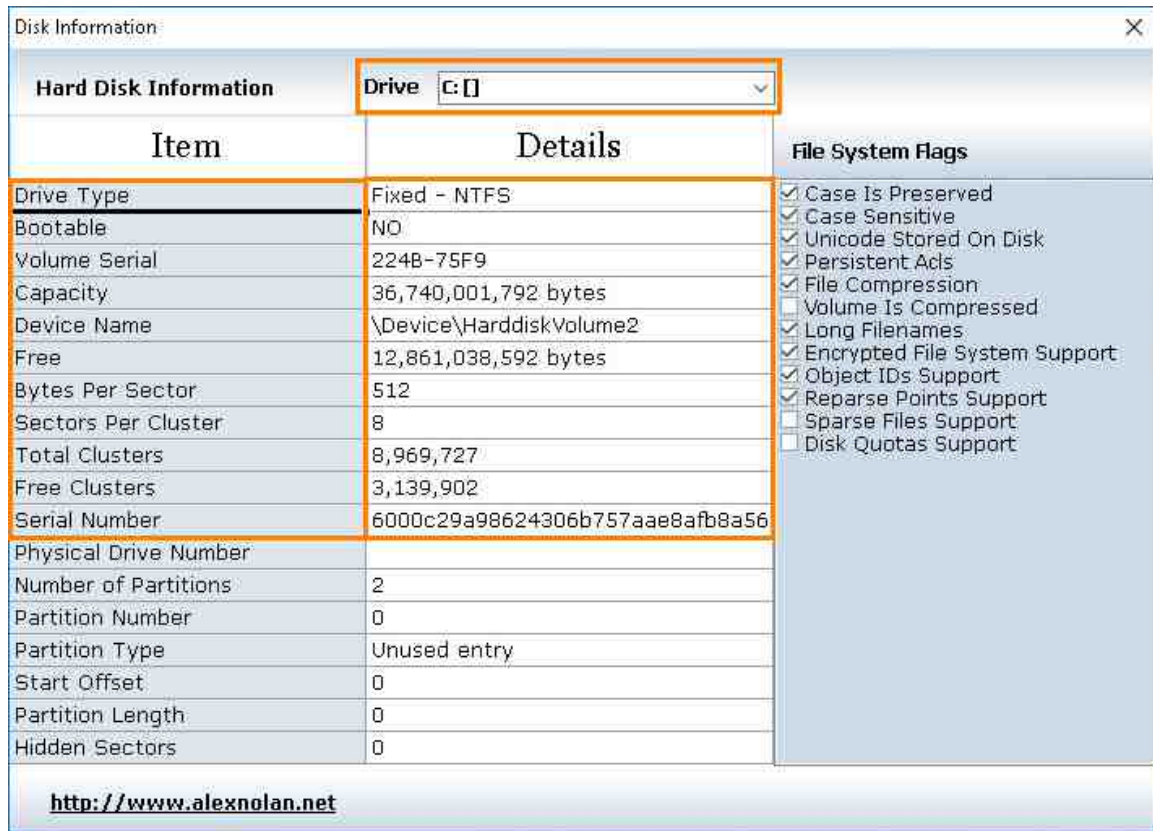 Disk Information
Hard Disk Information
Drive C:[]
Item Details
Drive Type Fixed - NTFS
Bootable NO
Volume Serial 224B-75F9
Capacity 36,740,001,792 bytes
Device Name \Device\HarddiskVolume2
Free 12,861,038,592 bytes
Bytes Per Sector 512
Sectors Per Cluster 8
Total Clusters 8,969,727
Free Clusters 3,139,902
Serial Number 6000c29a98624306b757aae8afb8a56
Physical Drive Number
Number of Partitions 2
Partition Number 0
Partition Type Unused entry
Start Offset 0
Partition Length 0
Hidden Sectors 0
File System Flags
Case Is Preserved
Case Sensitive
Unicode Stored On Disk
Persistent Acls
File Compression
Volume Is Compressed
Long Filenames
Encrypted File System Support
Object IDs Support
Reparse Points Support
Sparse Files Support
Disk Quotas Support
http://www.alexnolan.net